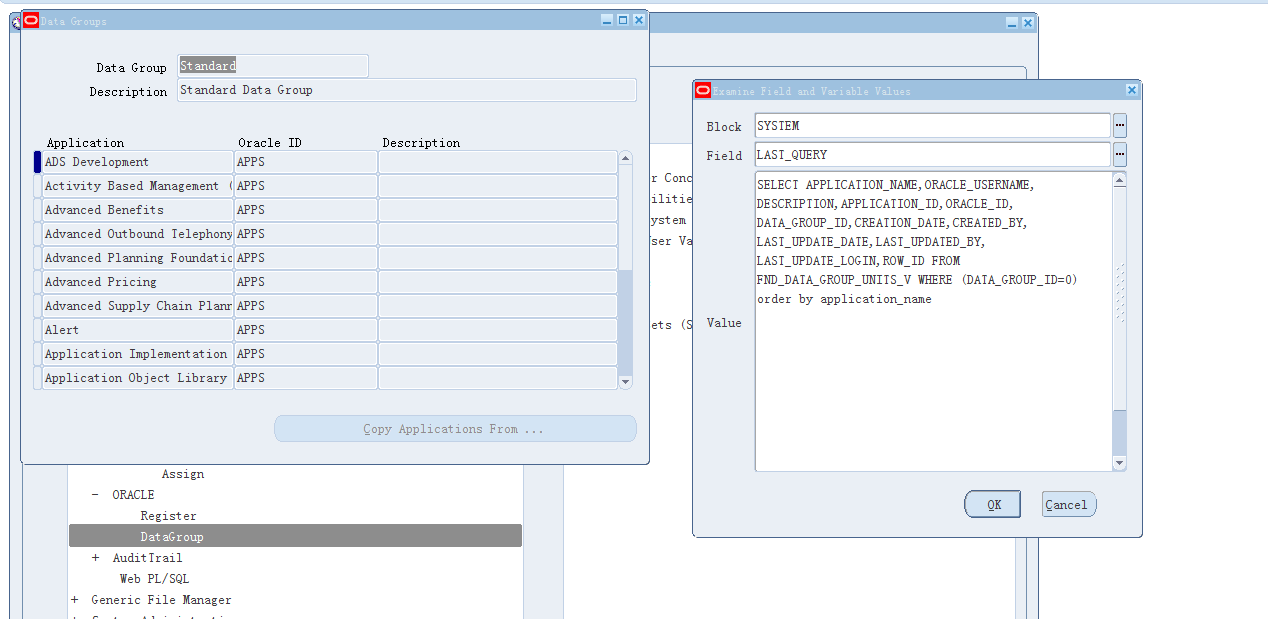 Data Groups
Data Group Standard
Description Standard Data Group
Application Oracle ID Description
ADS Development APPS
Activity Based Management ( APPS
Advanced Benefits APPS
Advanced Outbound Telephony APPS
Advanced Planning Foundatic APPS
Advanced Pricing APPS
Advanced Supply Chain Plann APPS
Alert APPS
Application Implementation APPS
Application Object Library APPS
Copy Applications From ...
Assign
− ORACLE
Register
DataGroup
+ AuditTrail
Web PL/SQL
+ Generic File Manager
r Conc
ilitie
ystem
ser Va
ets (S
Examine Field and Variable Values
Block SYSTEM
Field LAST_QUERY
Value
SELECT APPLICATION_NAME,ORACLE_USERNAME,
DESCRIPTION,APPLICATION_ID,ORACLE_ID,
DATA_GROUP_ID,CREATION_DATE,CREATED_BY,
LAST_UPDATE_DATE,LAST_UPDATED_BY,
LAST_UPDATE_LOGIN,ROW_ID FROM
FND_DATA_GROUP_UNITS_V WHERE (DATA_GROUP_ID=0)
order by application_name
OK Cancel